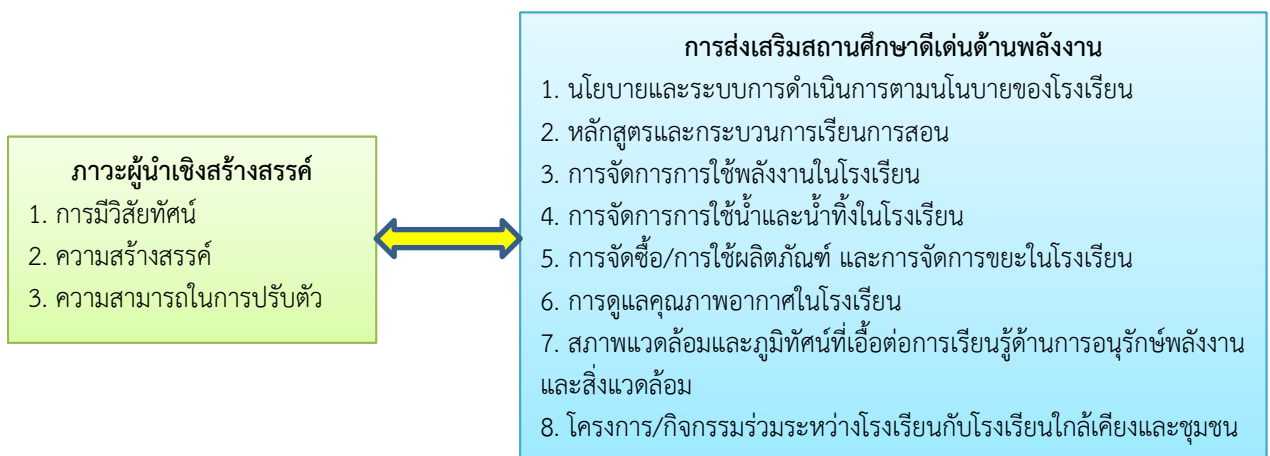 ภาวะผู้นำเชิงสร้างสรรค์
1. การมีวิสัยทัศน์
2. ความสร้างสรรค์
3. ความสามารถในการปรับตัว
การส่งเสริมสถานศึกษาดีเด่นด้านพลังงาน
1. นโยบายและระบบการดำเนินการตามนโนบายของโรงเรียน
2. หลักสูตรและกระบวนการเรียนการสอน
3. การจัดการการใช้พลังงานในโรงเรียน
4. การจัดการการใช้น้ำและน้ำทิ้งในโรงเรียน
5. การจัดซื้อ/การใช้ผลิตภัณฑ์ และการจัดการขยะในโรงเรียน
6. การดูแลคุณภาพอากาศในโรงเรียน
7. สภาพแวดล้อมและภูมิทัศน์ที่เอื้อต่อการเรียนรู้ด้านการอนุรักษ์พลังงาน
และสิ่งแวดล้อม
8. โครงการ/กิจกรรมร่วมระหว่างโรงเรียนกับโรงเรียนใกล้เคียงและชุมชน